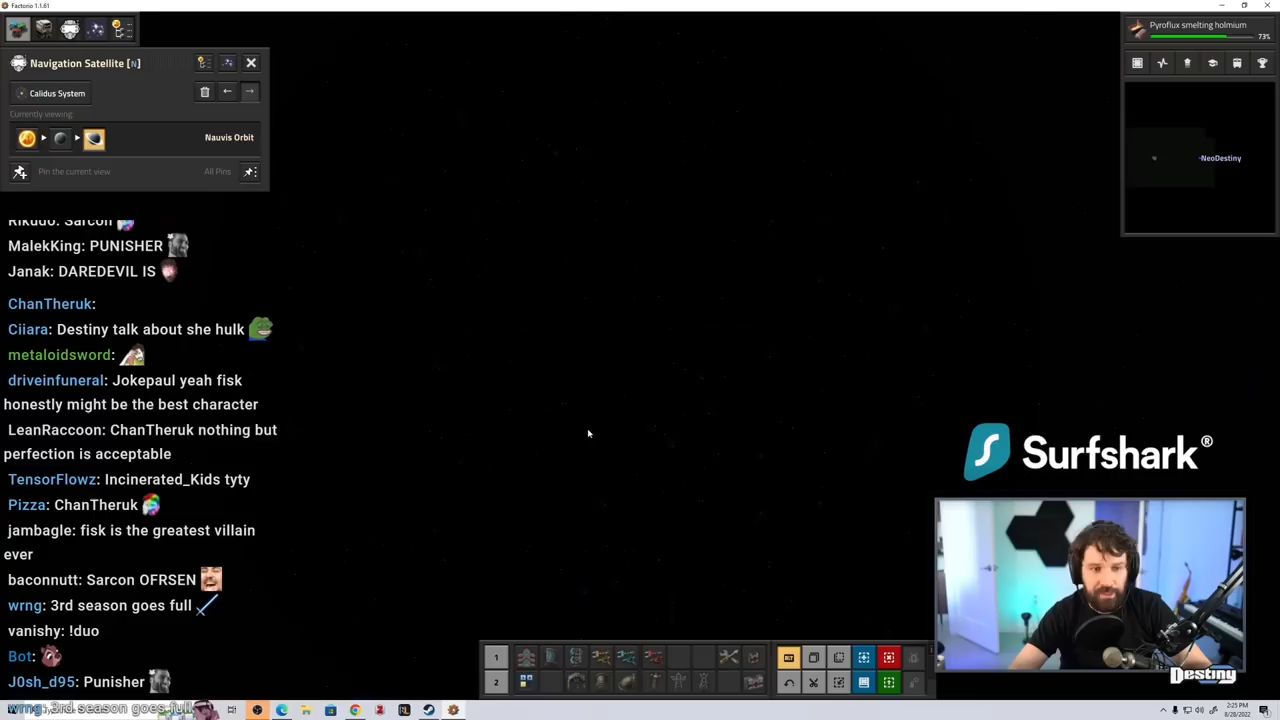 Factorio 1.1.61
Navigation Satellite [N]
Calidus System
Currently viewing:
Nauvis Orbit
Pin the current view
All Pins
Pyroflux smelting holmium
73%
NeoDestiny
Rikudo: Sarcon
MalekKing: PUNISHER
Janak: DAREDEVIL IS
ChanTheruk:
Ciiara: Destiny talk about she hulk
metaloidsword:
driveinfuneral: Jokepaul yeah fisk
honestly might be the best character
LeanRaccoon: ChanTheruk nothing but
perfection is acceptable
TensorFlowz: Incinerated_Kids tyty
Pizza: ChanTheruk
jambagle: fisk is the greatest villain
ever
baconnutt: Sarcon OFRSEN
wrng: 3rd season goes full
vanishy: !duo
Bot:
J0sh_d95: Punisher
wrng: 3rd season goes full
Surfshark®
Destiny
1
2
ALT
2:25 PM
8/28/2022